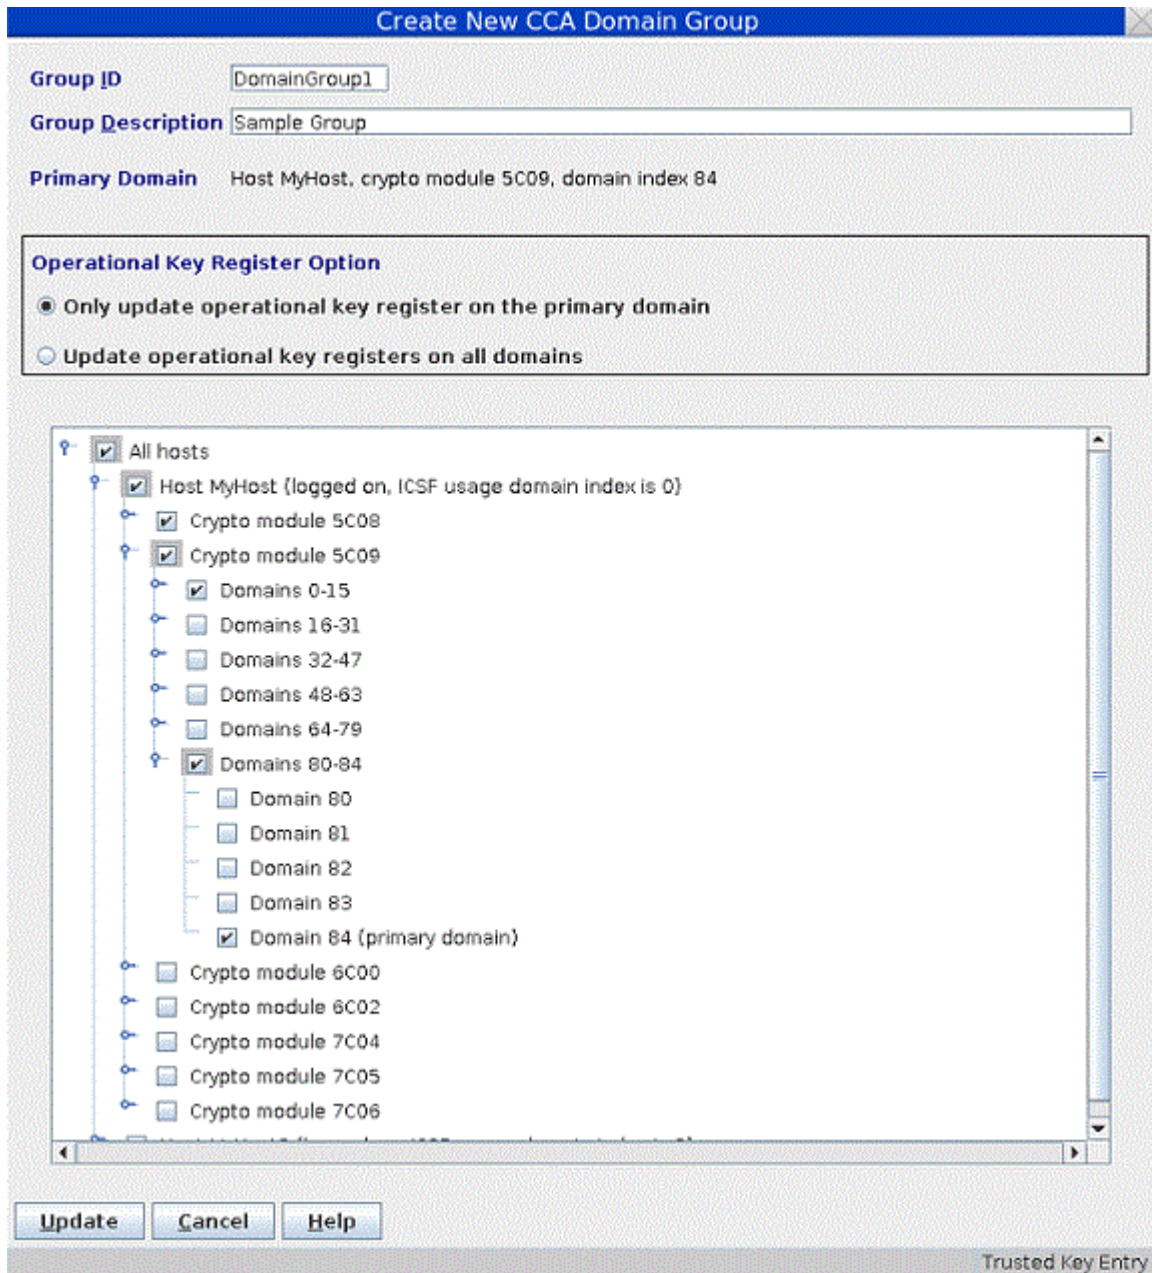 Create New CCA Domain Group
Group ID DomainGroup1
Group Description Sample Group
Primary Domain Host MyHost, crypto module 5C09, domain index 84
Operational Key Register Option
Only update operational key register on the primary domain
Update operational key registers on all domains
All hosts
Host MyHost (logged on, ICSF usage domain index is 0)
Crypto module 5C08
Crypto module 5C09
Domains 0-15
Domains 16-31
Domains 32-47
Domains 48-63
Domains 64-79
Domains 80-84
Domain 80
Domain 81
Domain 82
Domain 83
Domain 84 (primary domain)
Crypto module 6C00
Crypto module 6C02
Crypto module 7C04
Crypto module 7C05
Crypto module 7C06
Update Cancel Help
Trusted Key Entry